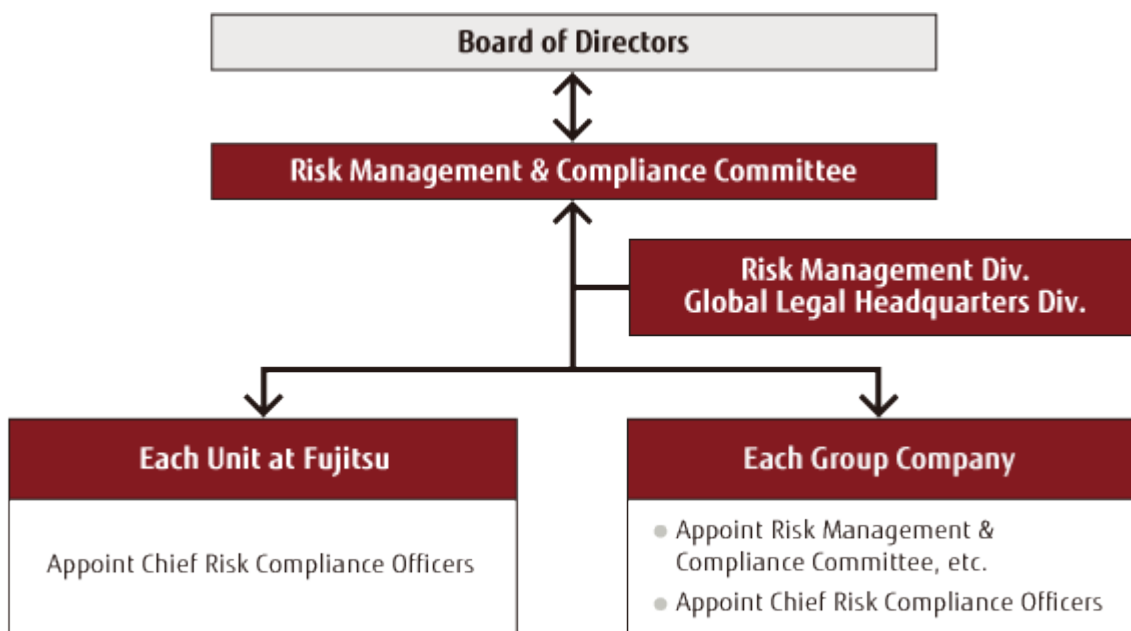 Board of Directors
Risk Management & Compliance Committee
Risk Management Div.
Global Legal Headquarters Div.
Each Unit at Fujitsu
Appoint Chief Risk Compliance Officers
Each Group Company
Appoint Risk Management &
Compliance Committee, etc.
Appoint Chief Risk Compliance Officers